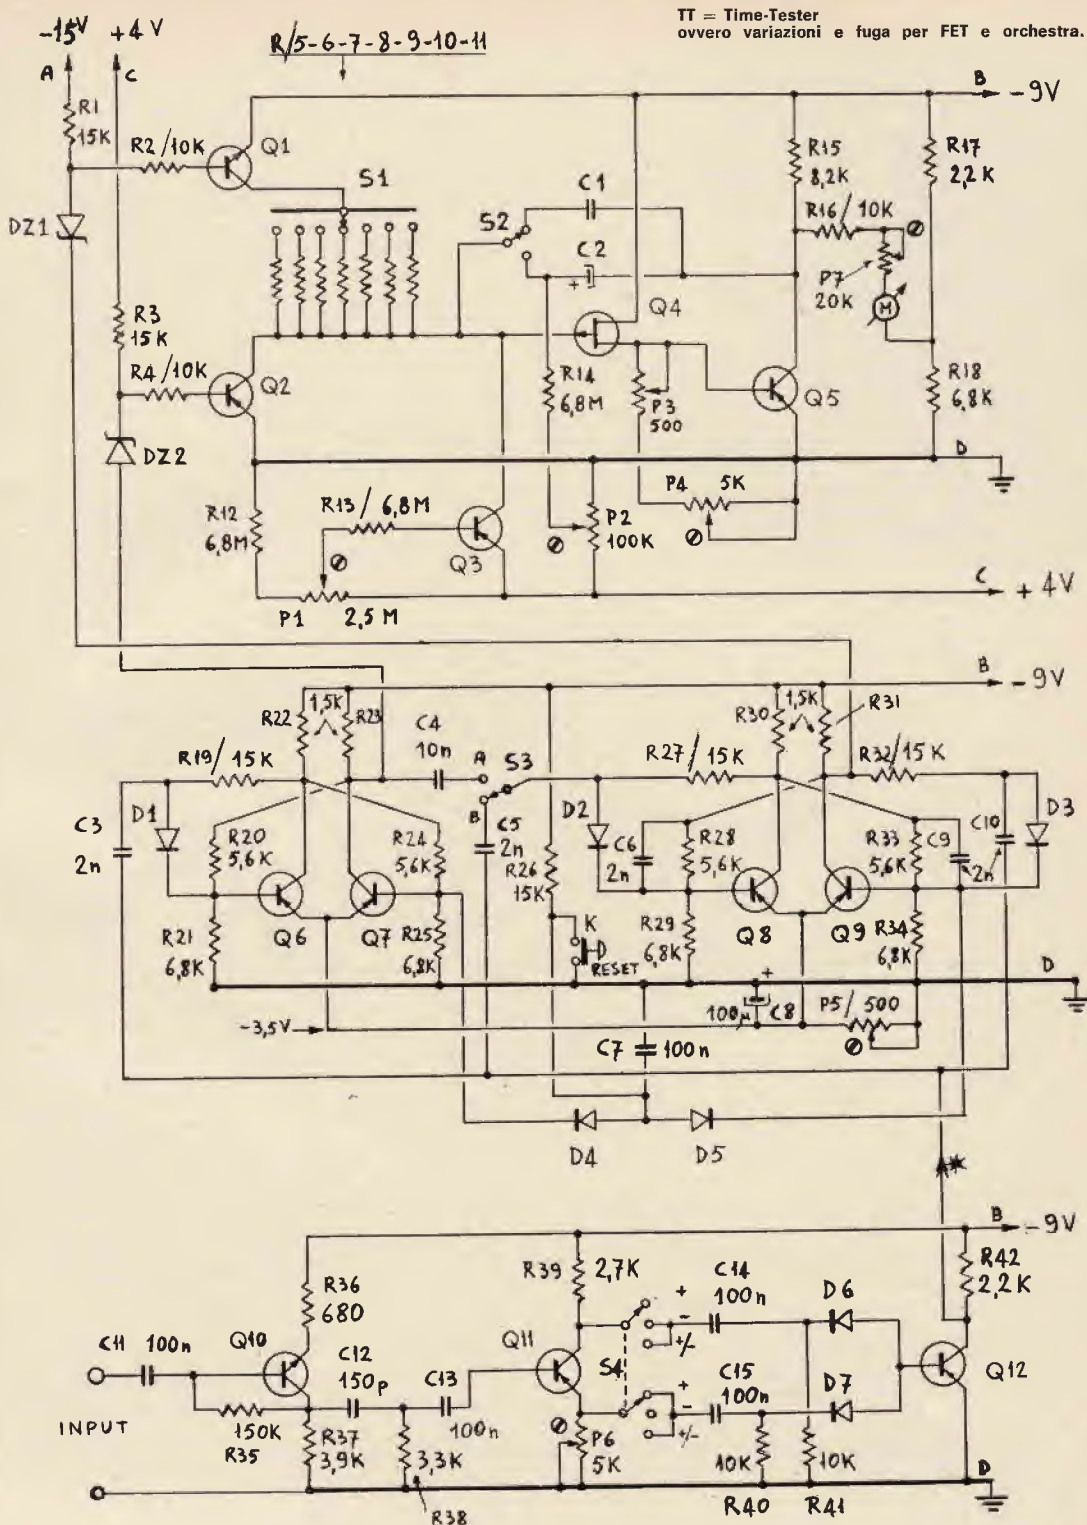 TT = Time-Tester
ovvero variazioni e fuga per FET e orchestra.
-15V +4V
R/5-6-7-8-9-10-11
A
C
B
-9V
R1
15K
R2/10K
Q1
S1
C1
S2
C2
+
R15
8,2K
R17
2,2K
R16/10K
DZ1
P7
20K
M
Q4
R3
15K
R4/10K
Q2
R14
6,8M
P3
500
Q5
R18
6,8K
DZ2
D
P4 5K
R12
6,8M
R13/6,8M
Q3
P2
100K
P1 2,5M
C
+4V
B
-9V
R22
1,5K
R23
C4
10n
A
S3
B
R30
1,5K
R31
R19/15K
R27/15K
R32/15K
C3
2n
D1
R20
5,6K
R24
5,6K
C5
2n
R26
15K
D2
C6
2n
R28
5,6K
R33
5,6K
C9
C10
2n
D3
Q6
Q7
R21
6,8K
R25
6,8K
K
RESET
R29
6,8K
Q8
Q9
R34
6,8K
D
-3,5V
+
100µ
C8
P5/500
C7
100n
D4
D5
*
B
-9V
R36
680
R39
2,7K
C14
100n
D6
R42
2,2K
+
-
+/-
C11
100n
Q10
C12
150p
C13
100n
Q11
S4
+
-
+/-
C15
100n
D7
Q12
INPUT
150K
R35
R37
3,9K
3,3K
R38
P6
5K
10K
R40
10K
R41
D